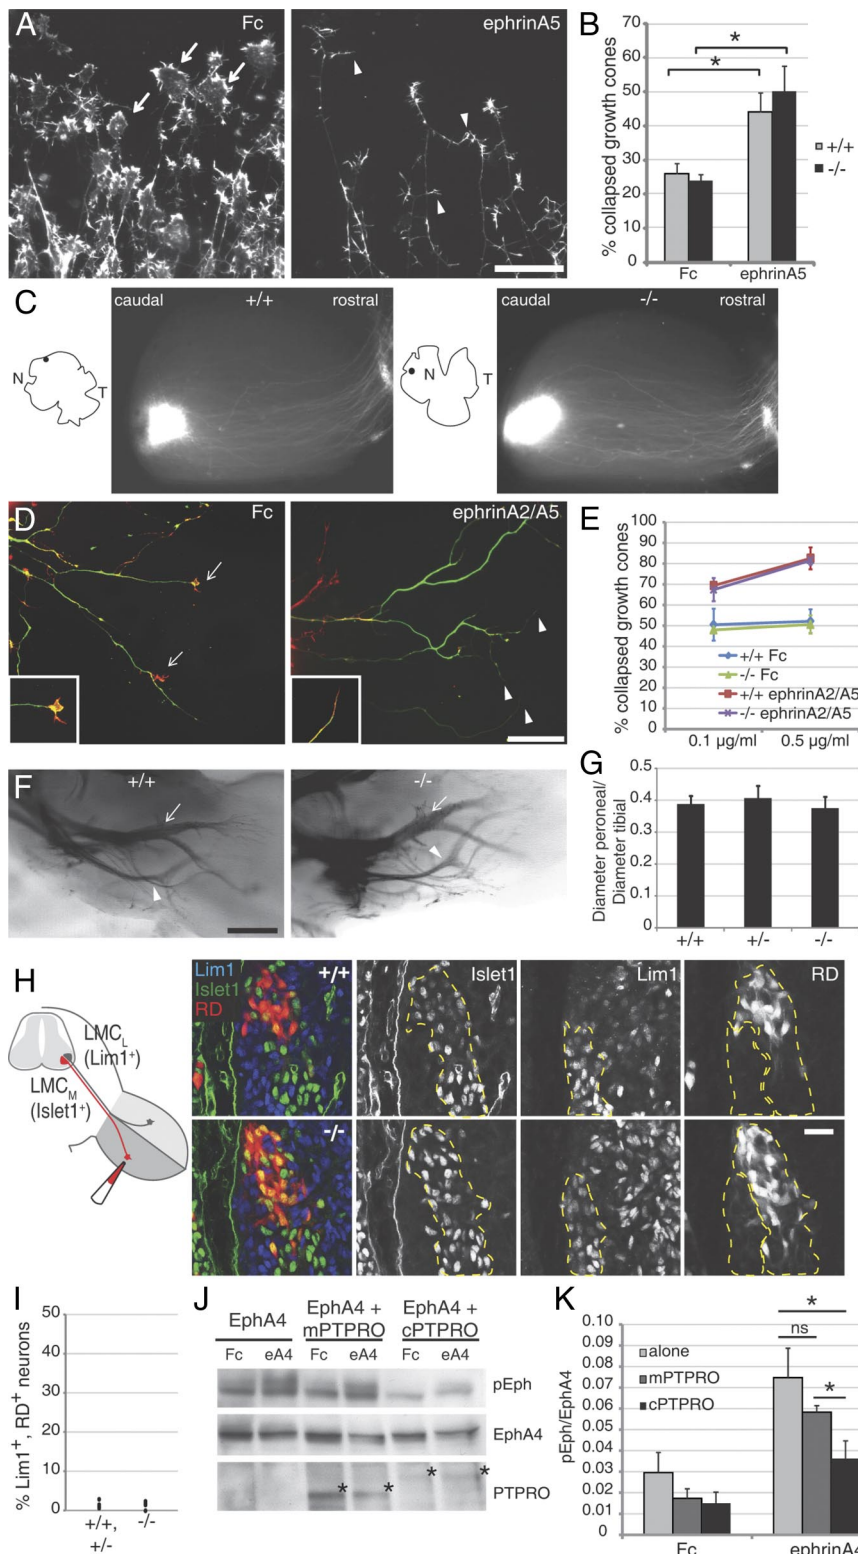 A
Fc
ephrinA5
B
% collapsed growth cones
70
60
50
40
30
20
10
0
*
*
Fc
ephrinA5
+/+
-/-
C
caudal
+/+
rostral
N
T
caudal
-/-
rostral
N
T
D
Fc
ephrinA2/A5
E
% collapsed growth cones
100
90
80
70
60
50
40
30
20
10
0
+/+ Fc
-/- Fc
+/+ ephrinA2/A5
-/- ephrinA2/A5
0.1 µg/ml
0.5 µg/ml
F
+/+
-/-
G
Diameter peroneal/
Diameter tibial
0.5
0.4
0.3
0.2
0.1
0
+/+
+/-
-/-
H
LMCL
(Lim1+)
LMCM
(Islet1+)
Lim1
Islet1
RD
+/+
Islet1
Lim1
RD
-/-
I
% Lim1+, RD+ neurons
50
40
30
20
10
0
+/+,
+/-
-/-
J
EphA4
EphA4 +
mPTPRO
EphA4 +
cPTPRO
Fc
eA4
Fc
eA4
Fc
eA4
pEph
EphA4
PTPRO
*
*
*
*
K
pEph/EphA4
0.10
0.09
0.08
0.07
0.06
0.05
0.04
0.03
0.02
0.01
0
alone
mPTPRO
cPTPRO
*
ns
*
Fc
ephrinA4